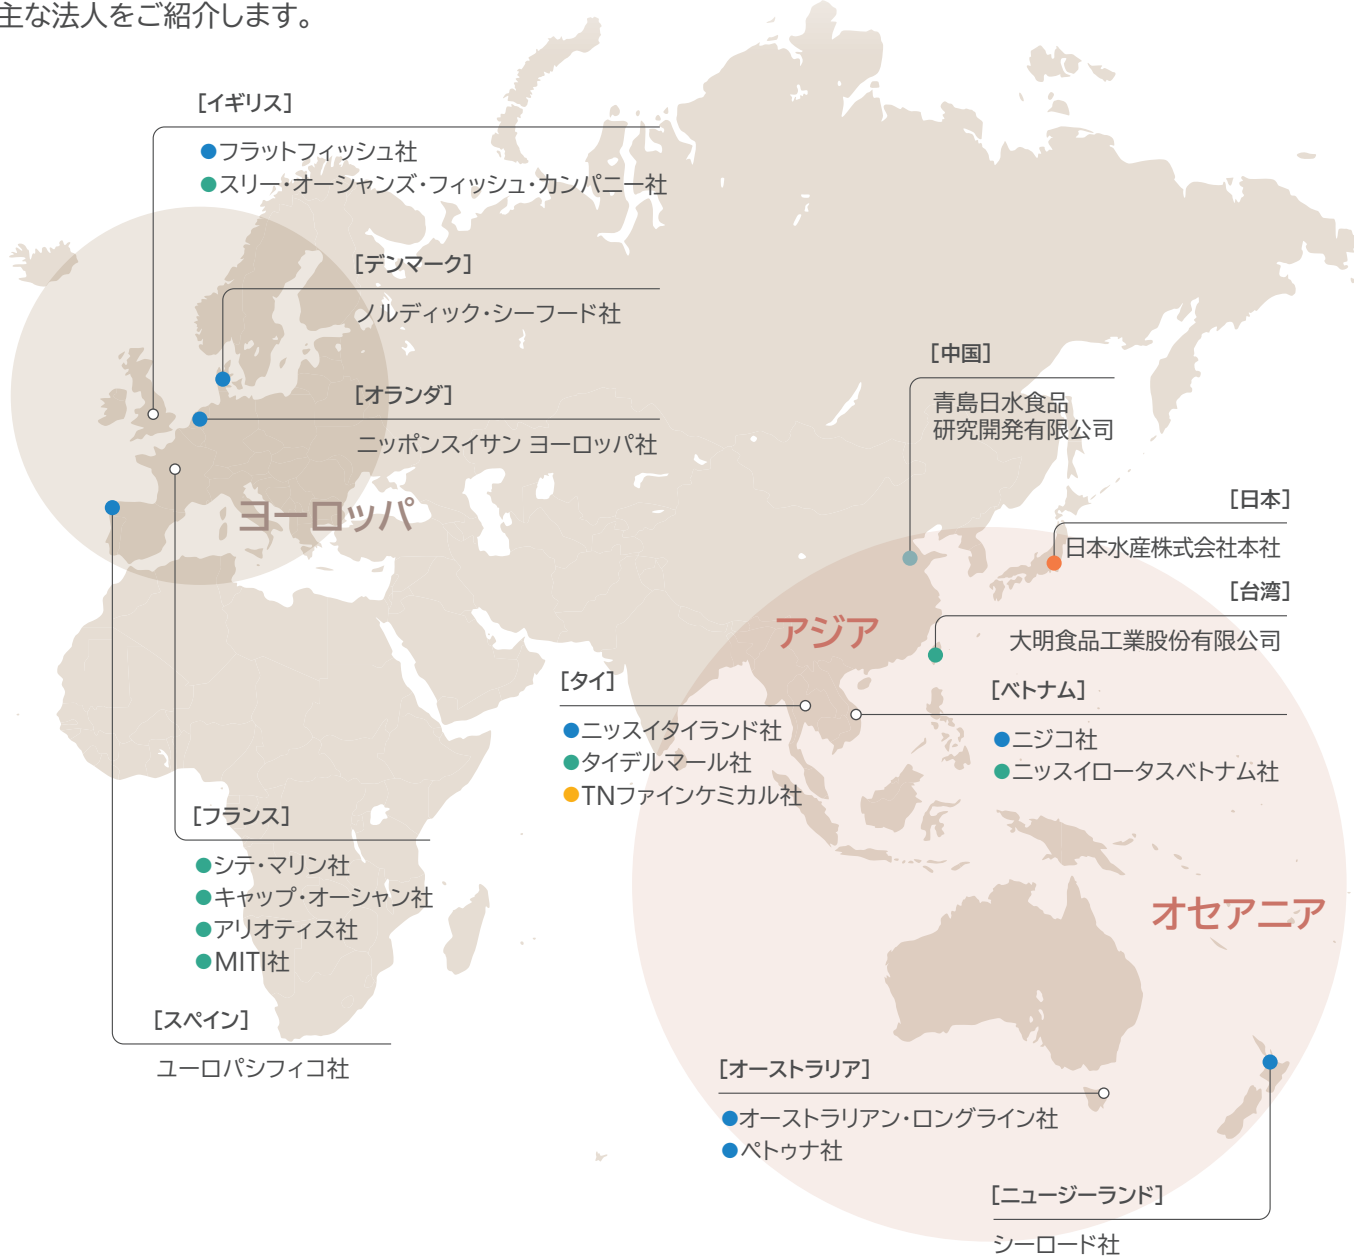 主な法人をご紹介します。
[イギリス]
●フラットフィッシュ社
●スリー・オーシャンズ・フィッシュ・カンパニー社
[デンマーク]
ノルディック・シーフード社
[オランダ]
ニッポンスイサン ヨーロッパ社
ヨーロッパ
[中国]
青島日水食品
研究開発有限公司
[日本]
日本水産株式会社本社
[台湾]
大明食品工業股份有限公司
アジア
[タイ]
●ニッスイタイランド社
●タイデルマール社
●TNファインケミカル社
[ベトナム]
●ニジコ社
●ニッスイロータスベトナム社
[フランス]
●シテ・マリン社
●キャップ・オーシャン社
●アリオティス社
●MITI社
オセアニア
[スペイン]
ユーロパシフィコ社
[オーストラリア]
●オーストラリアン・ロングライン社
●ペトゥナ社
[ニュージーランド]
シーロード社